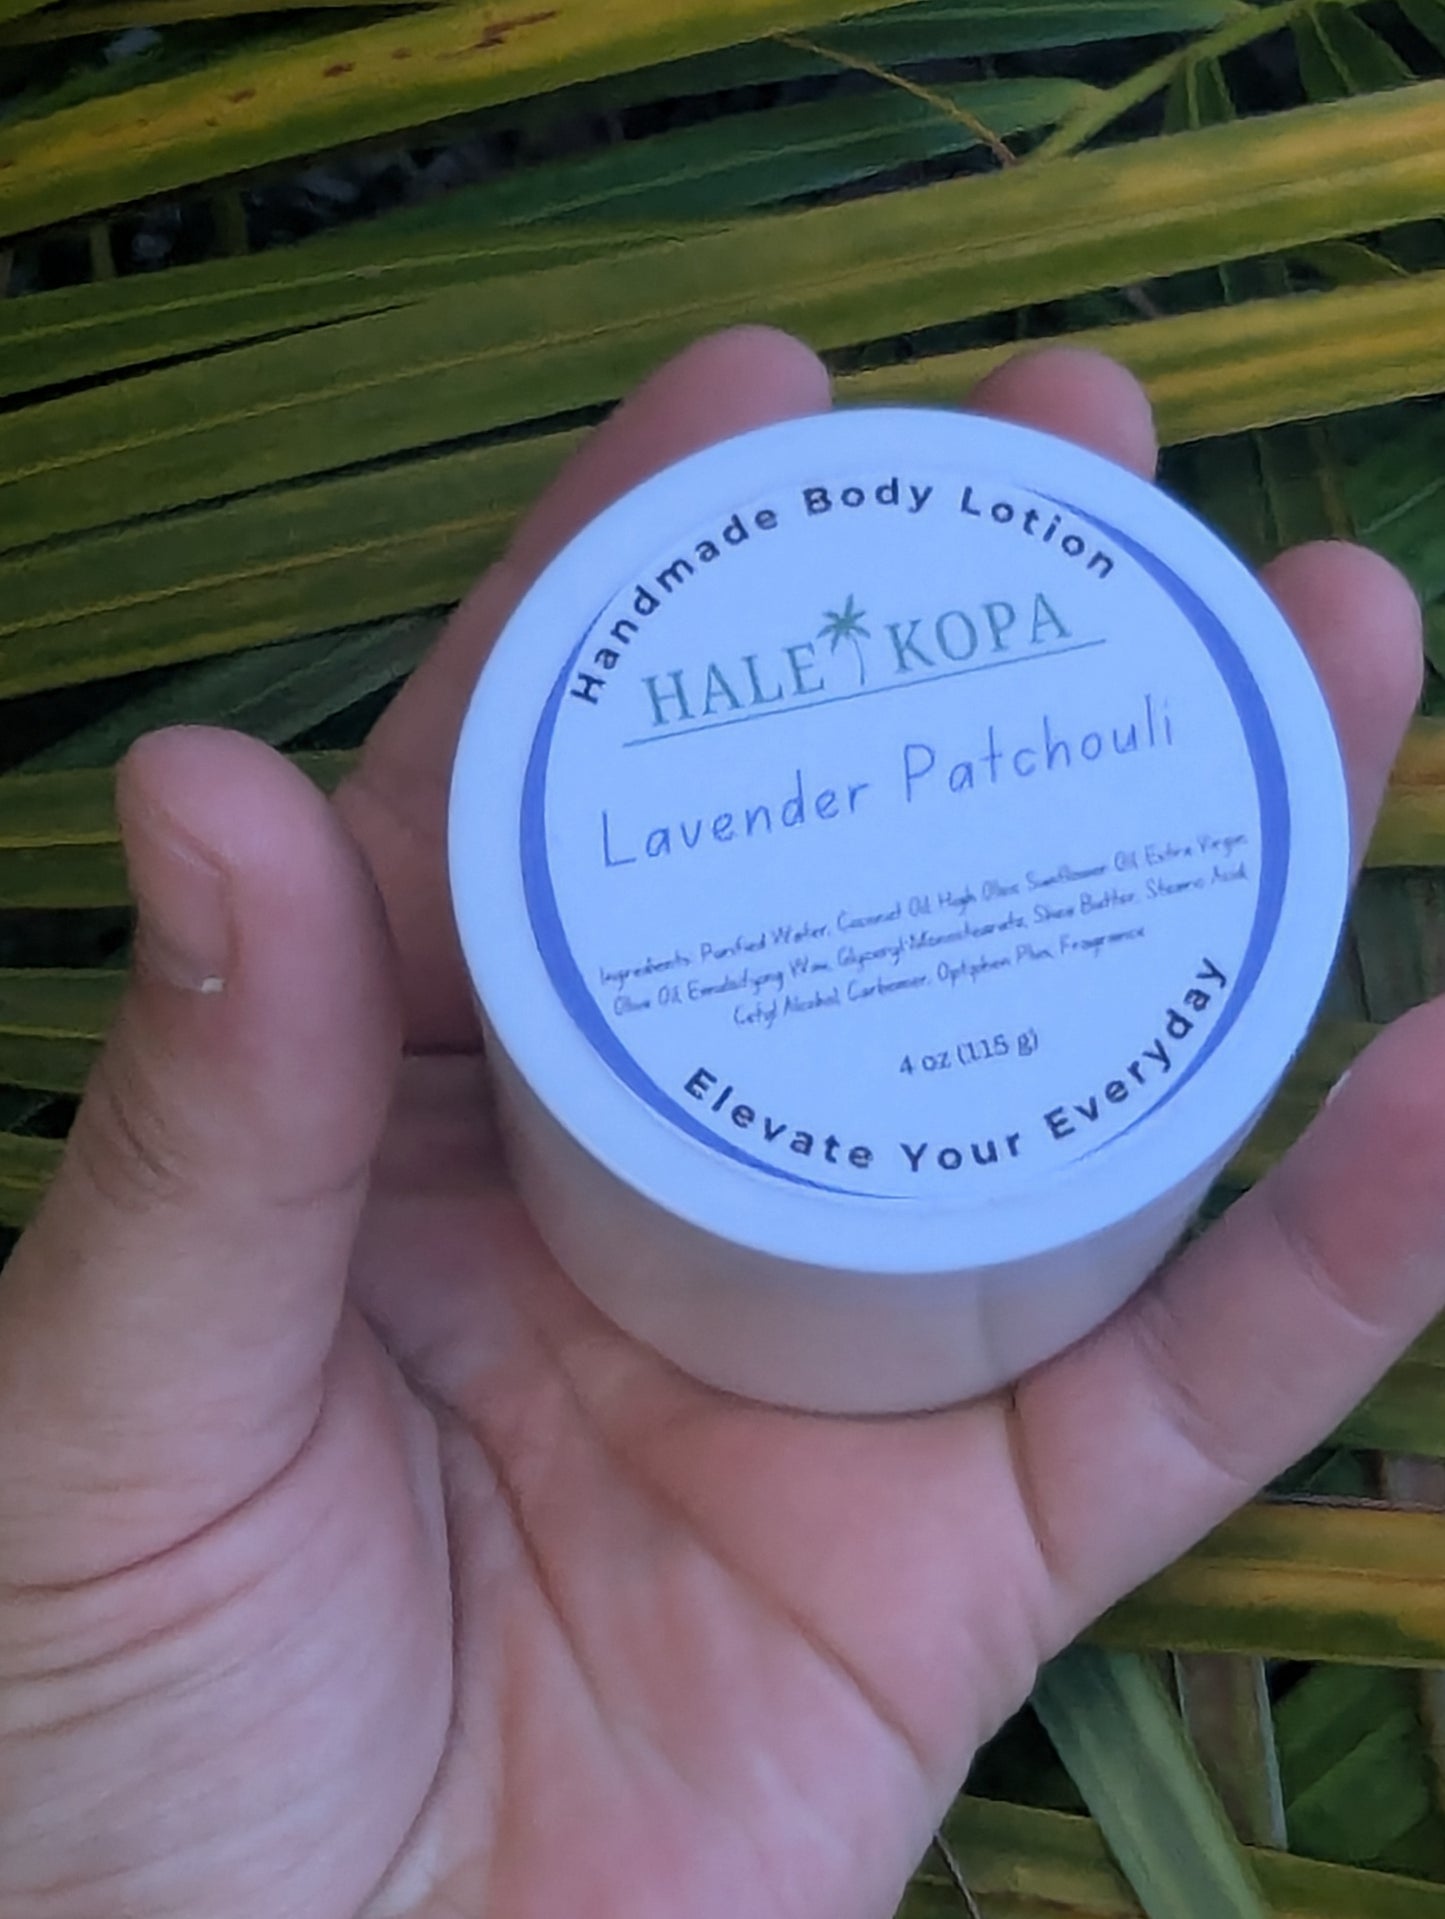 Handmade Body Lotion
HALE KOPA
Lavender Patchouli
Ingredients: Purified Water, Coconut Oil, High Oleic Sunflower Oil, Extra Virgin
Olive Oil, Emulsifying Wax, Glyceryl Monostearate, Shea Butter, Stearic Acid,
Cetyl Alcohol, Carbomer, Optiphen Plus, Fragrance
4 oz (115 g)
Elevate Your Everyday